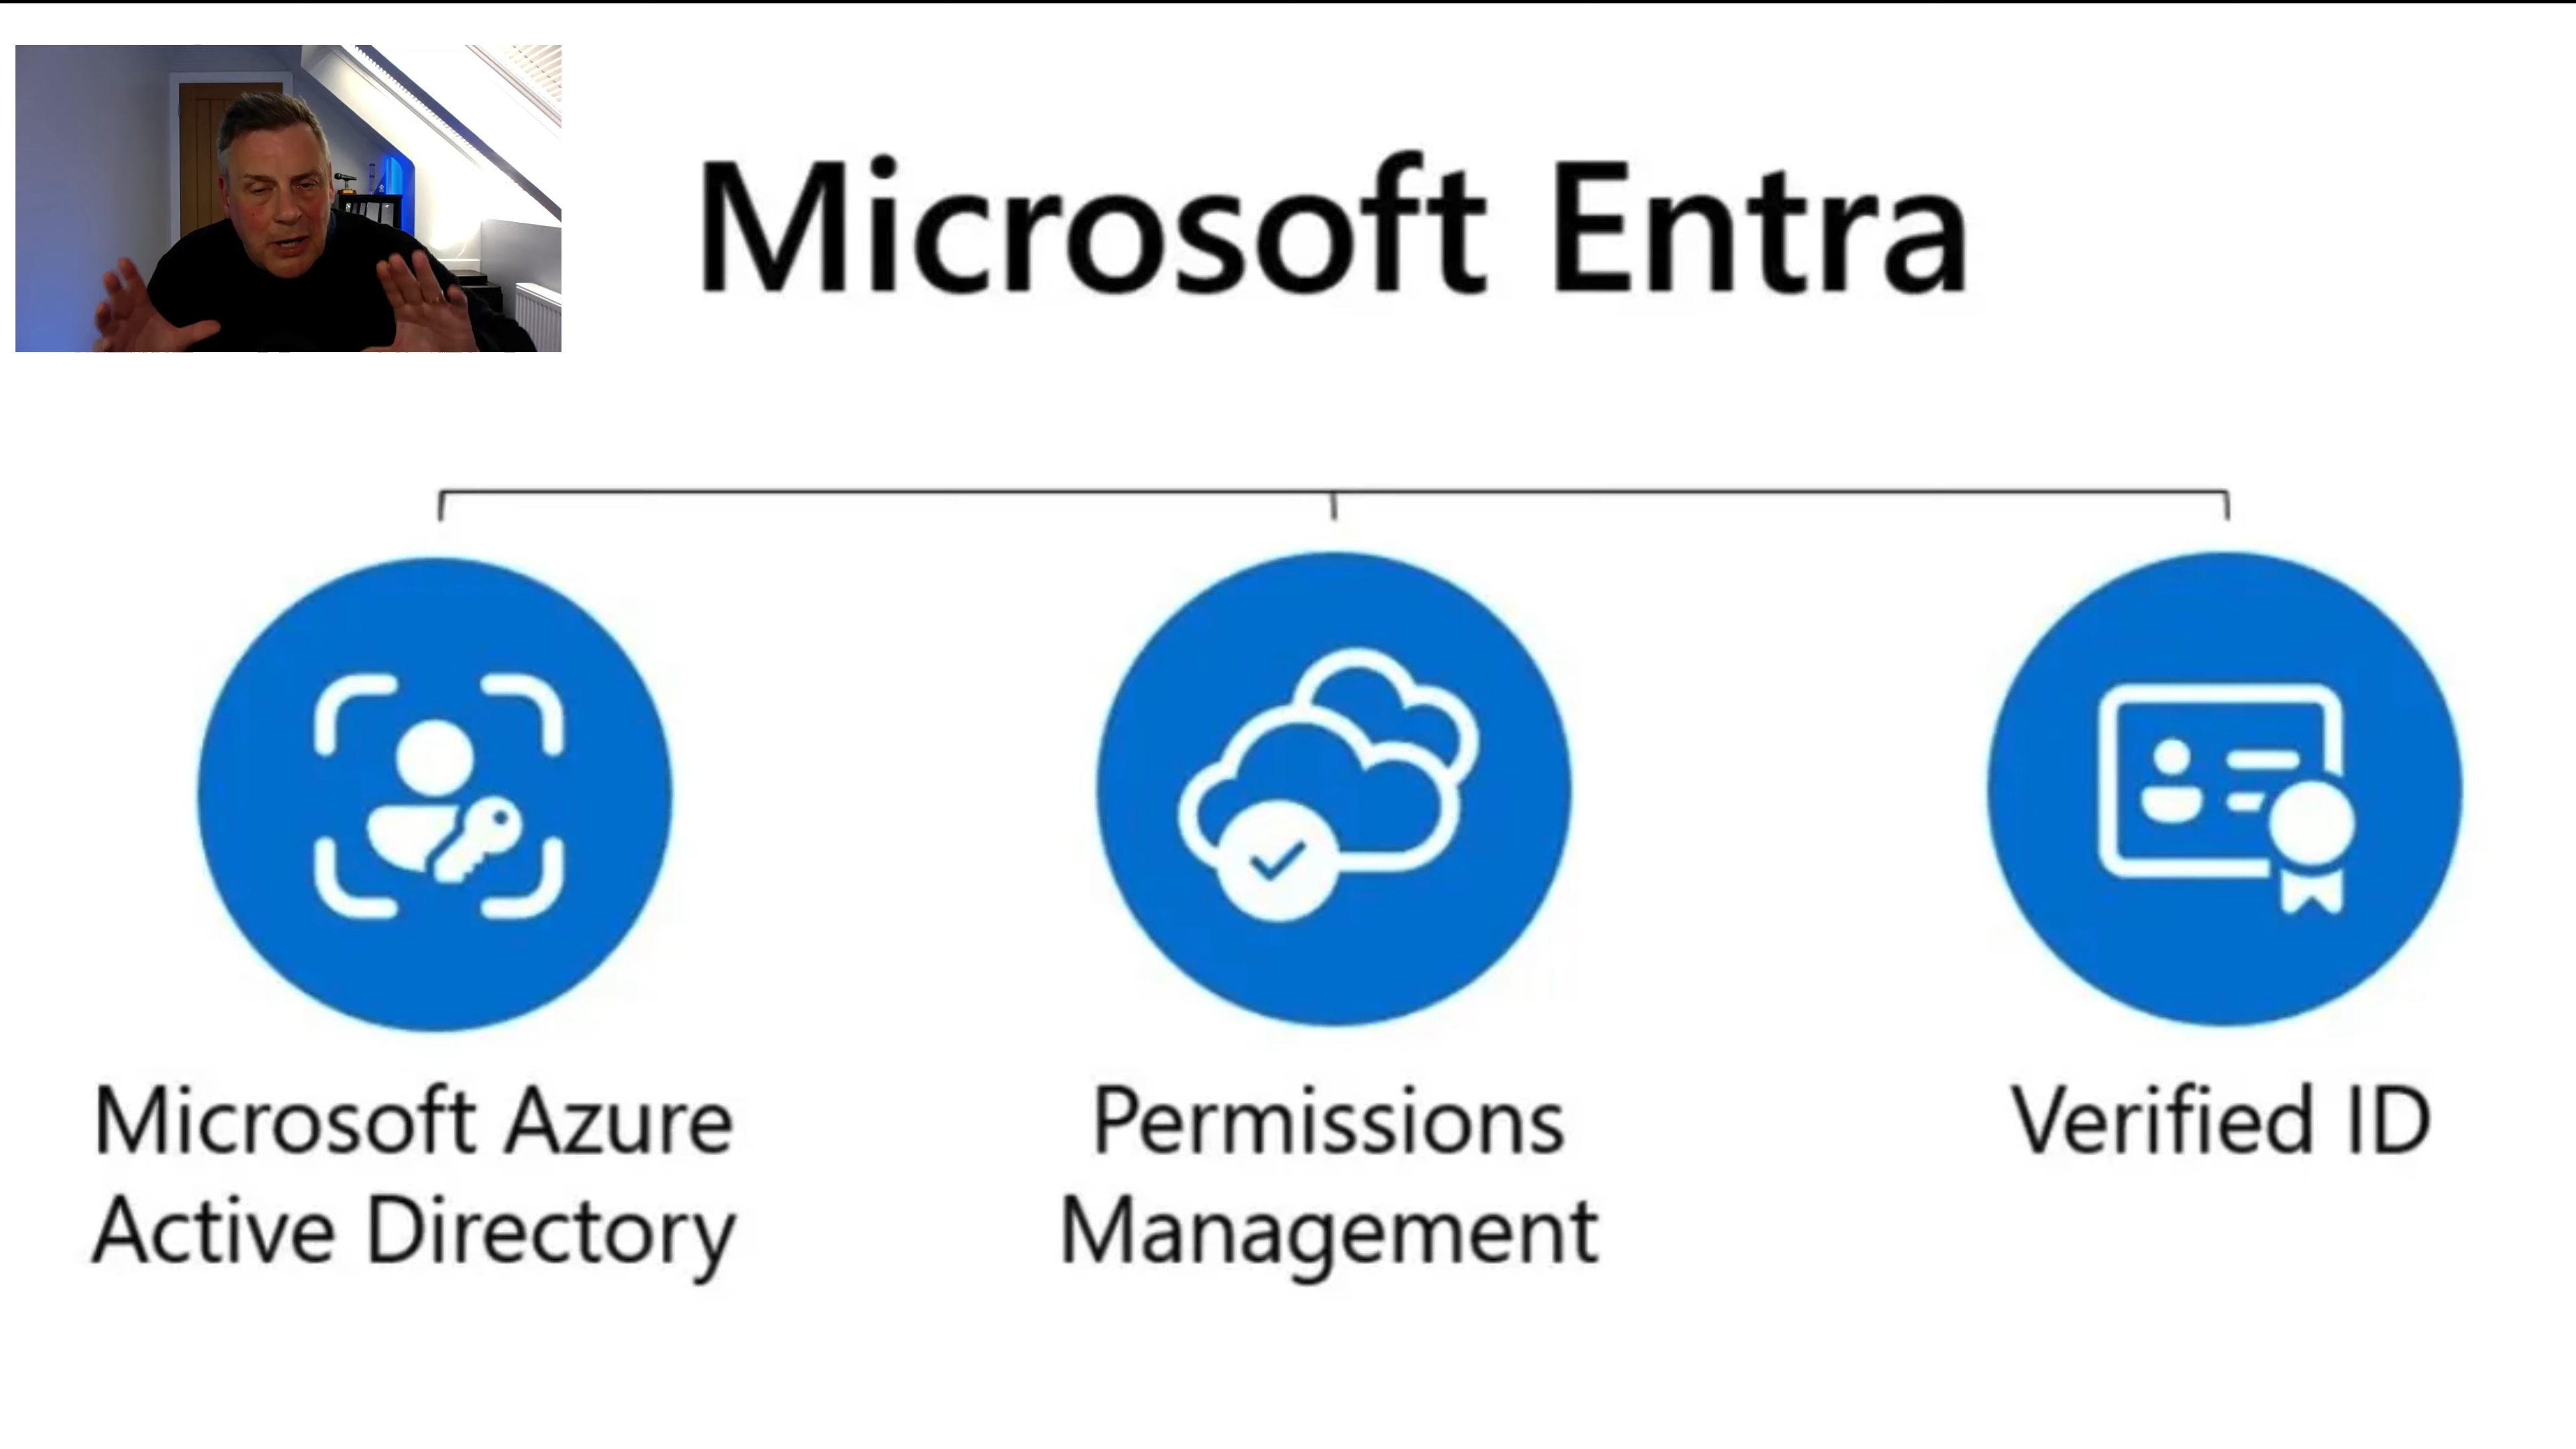 Microsoft Entra
Microsoft Azure
Active Directory
Permissions
Management
Verified ID